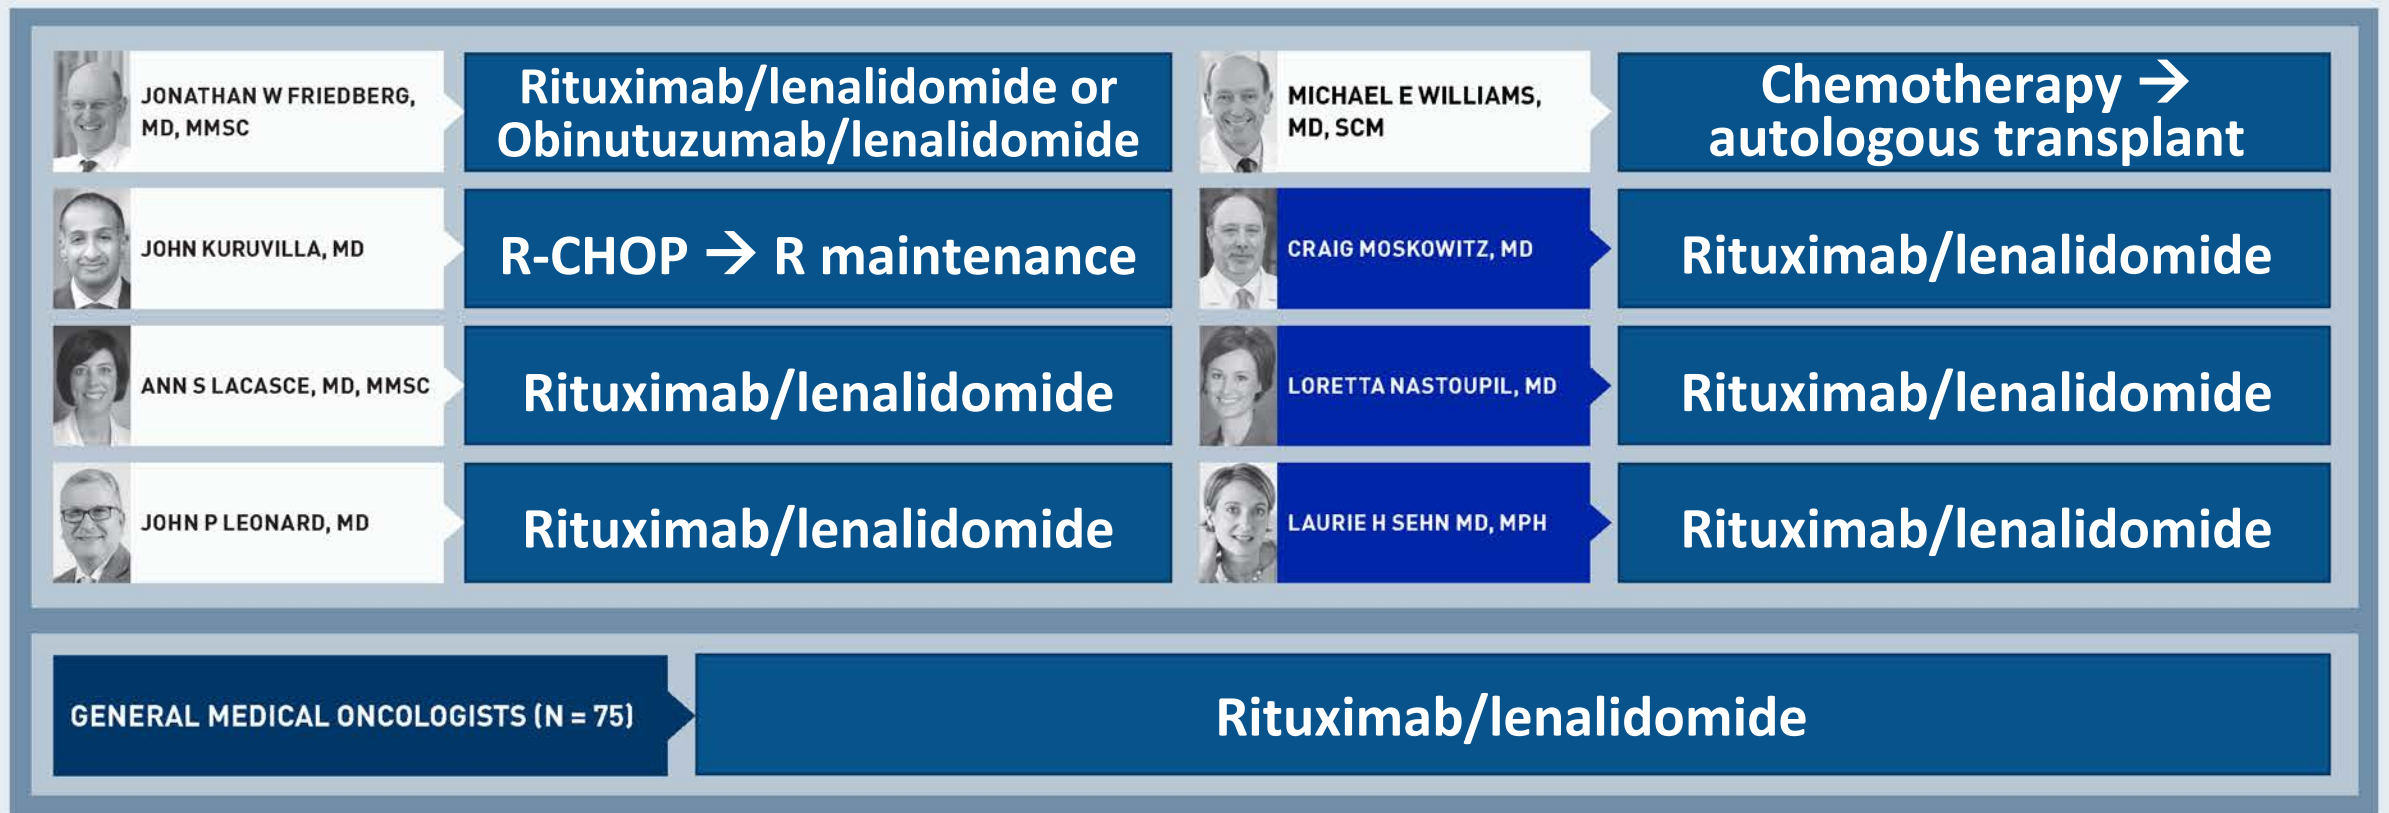 JONATHAN W FRIEDBERG,
MD, MMSC
Rituximab/lenalidomide or
Obinutuzumab/lenalidomide
JOHN KURUVILLA, MD
R-CHOP → R maintenance
ANN S LACASCE, MD, MMSC
Rituximab/lenalidomide
JOHN P LEONARD, MD
Rituximab/lenalidomide
MICHAEL E WILLIAMS,
MD, SCM
Chemotherapy →
autologous transplant
CRAIG MOSKOWITZ, MD
Rituximab/lenalidomide
LORETTA NASTOUPIL, MD
Rituximab/lenalidomide
LAURIE H SEHN MD, MPH
Rituximab/lenalidomide
GENERAL MEDICAL ONCOLOGISTS (N = 75)
Rituximab/lenalidomide